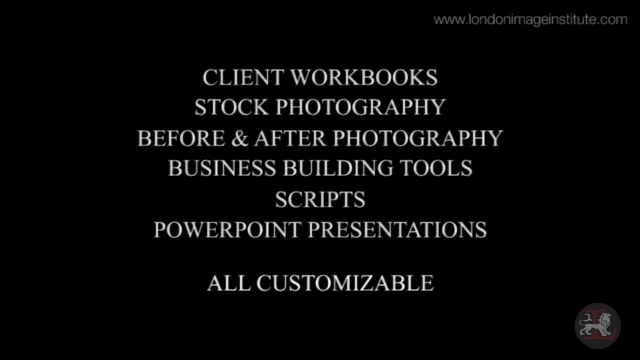 www.londonimageinstitute.com
CLIENT WORKBOOKS
STOCK PHOTOGRAPHY
BEFORE & AFTER PHOTOGRAPHY
BUSINESS BUILDING TOOLS
SCRIPTS
POWERPOINT PRESENTATIONS
ALL CUSTOMIZABLE